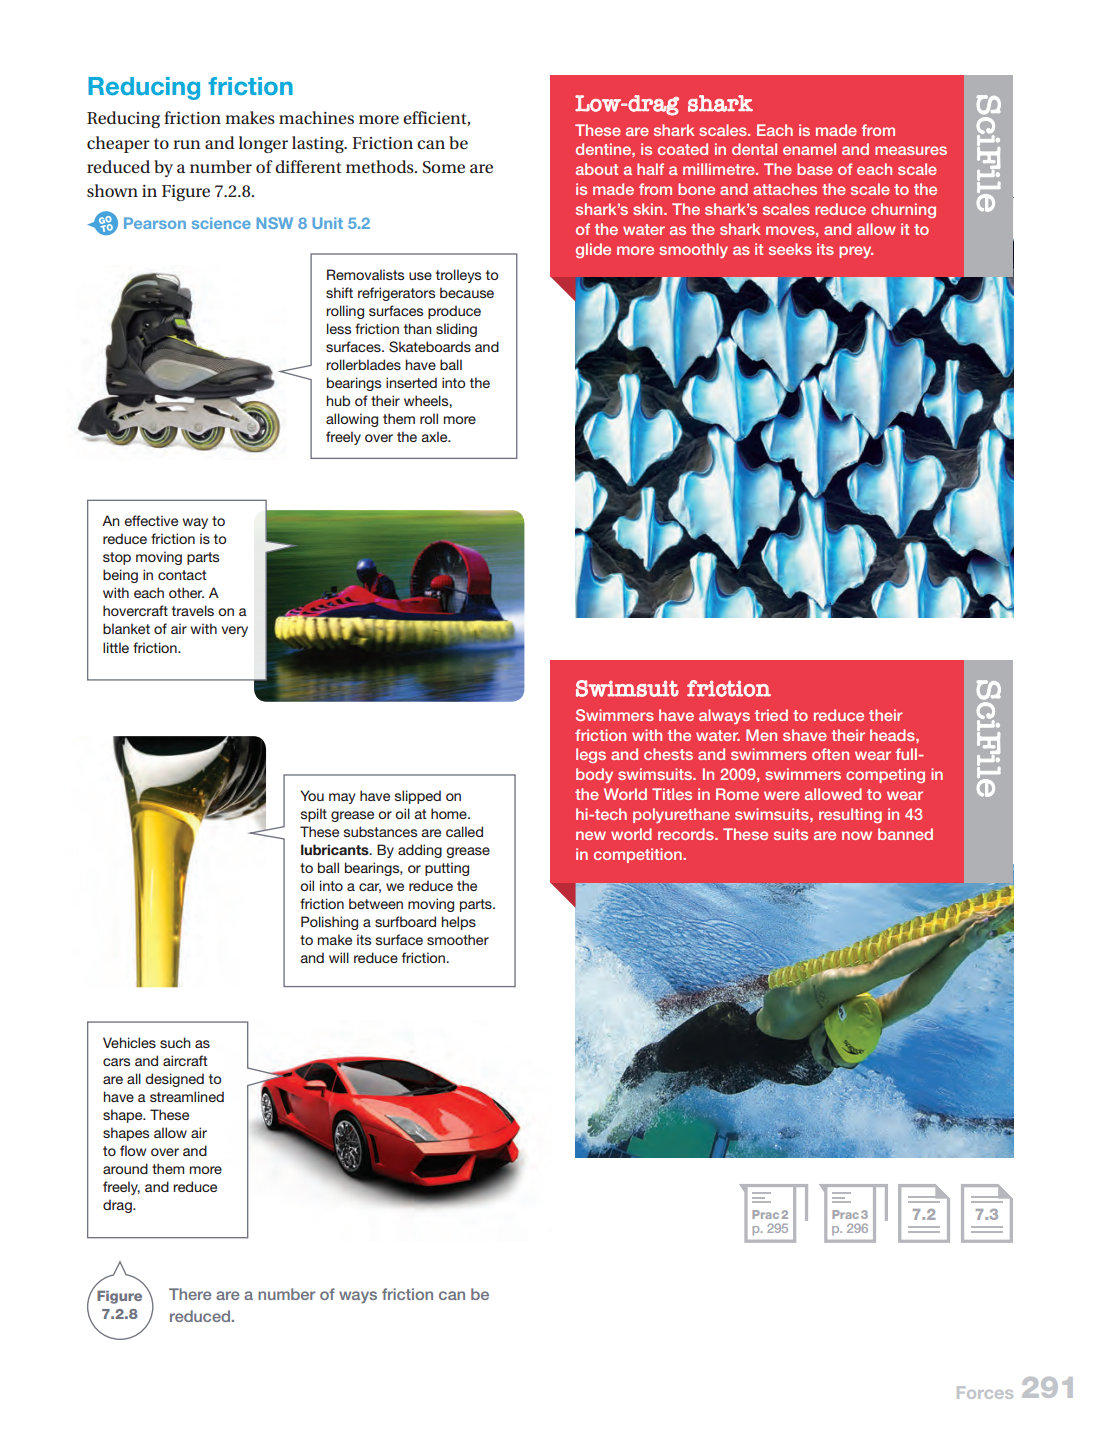 Reducing friction
Reducing friction makes machines more efficient,
cheaper to run and longer lasting. Friction can be
reduced by a number of different methods. Some are
shown in Figure 7.2.8.
GO TO Pearson science NSW 8 Unit 5.2
Removalists use trolleys to
shift refrigerators because
rolling surfaces produce
less friction than sliding
surfaces. Skateboards and
rollerblades have ball
bearings inserted into the
hub of their wheels,
allowing them roll more
freely over the axle.
An effective way to
reduce friction is to
stop moving parts
being in contact
with each other. A
hovercraft travels on a
blanket of air with very
little friction.
You may have slipped on
spilt grease or oil at home.
These substances are called
lubricants. By adding grease
to ball bearings, or putting
oil into a car, we reduce the
friction between moving parts.
Polishing a surfboard helps
to make its surface smoother
and will reduce friction.
Vehicles such as
cars and aircraft
are all designed to
have a streamlined
shape. These
shapes allow air
to flow over and
around them more
freely, and reduce
drag.
Figure
7.2.8
There are a number of ways friction can be
reduced.
Low-drag shark
These are shark scales. Each is made from
dentine, is coated in dental enamel and measures
about a half a millimetre. The base of each scale
is made from bone and attaches the scale to the
shark's skin. The shark's scales reduce churning
of the water as the shark moves, and allow it to
glide more smoothly as it seeks its prey.
SciFile
Swimsuit friction
Swimmers have always tried to reduce their
friction with the water. Men shave their heads,
legs and chests and swimmers often wear full-
body swimsuits. In 2009, swimmers competing in
the World Titles in Rome were allowed to wear
hi-tech polyurethane swimsuits, resulting in 43
new world records. These suits are now banned
in competition.
SciFile
Prac 2
p. 295
Prac 3
p. 296
7.2
7.3
Forces 291